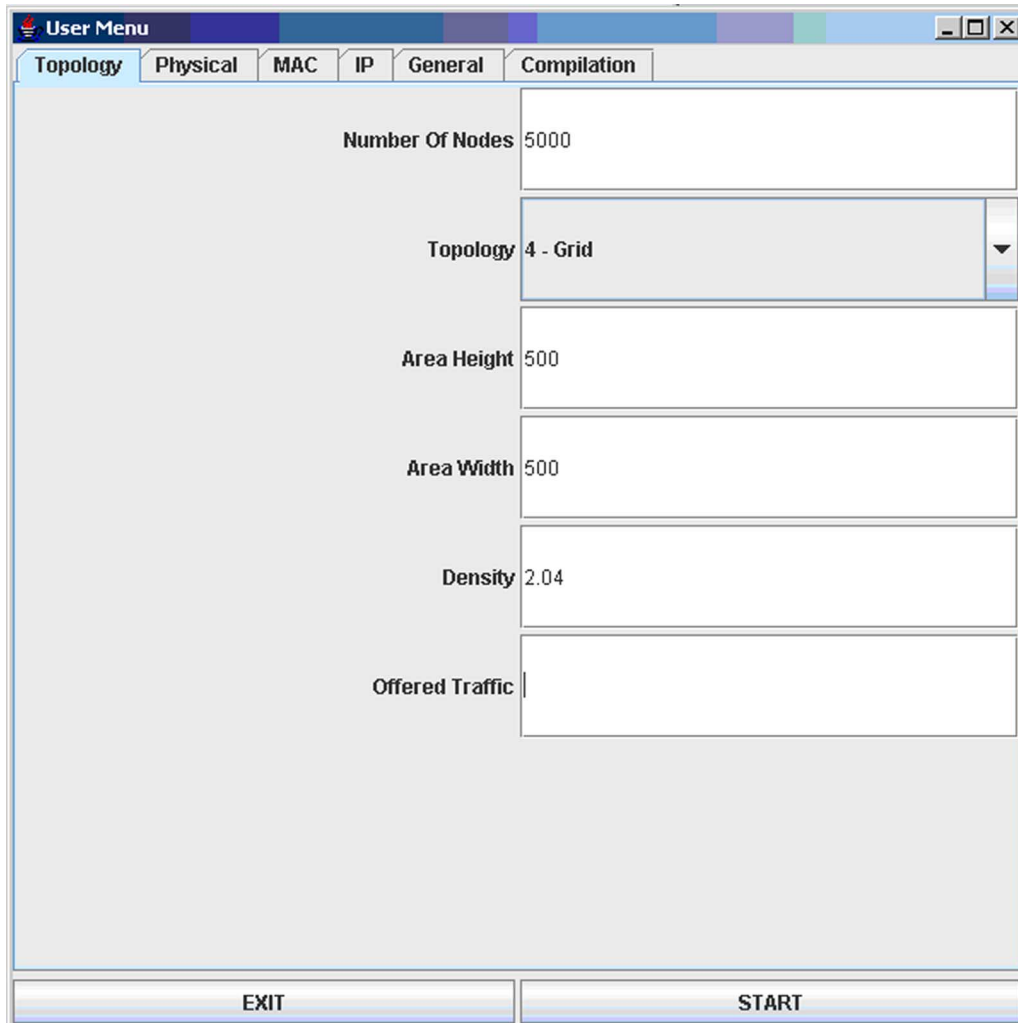 User Menu
Topology Physical MAC IP General Compilation
Number Of Nodes 5000
Topology 4 - Grid
Area Height 500
Area Width 500
Density 2.04
Offered Traffic
EXIT START